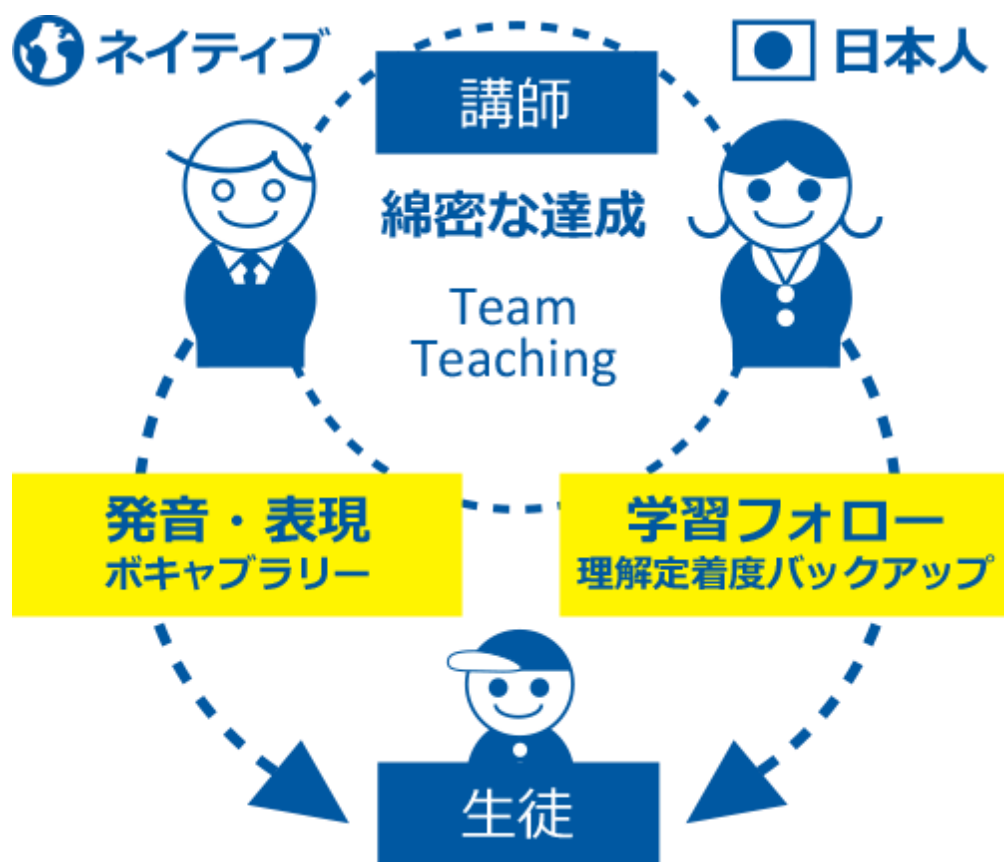 ネイティブ
日本人
講師
綿密な達成
Team
Teaching
発音・表現
ボキャブラリー
学習フォロー
理解定着度バックアップ
生徒